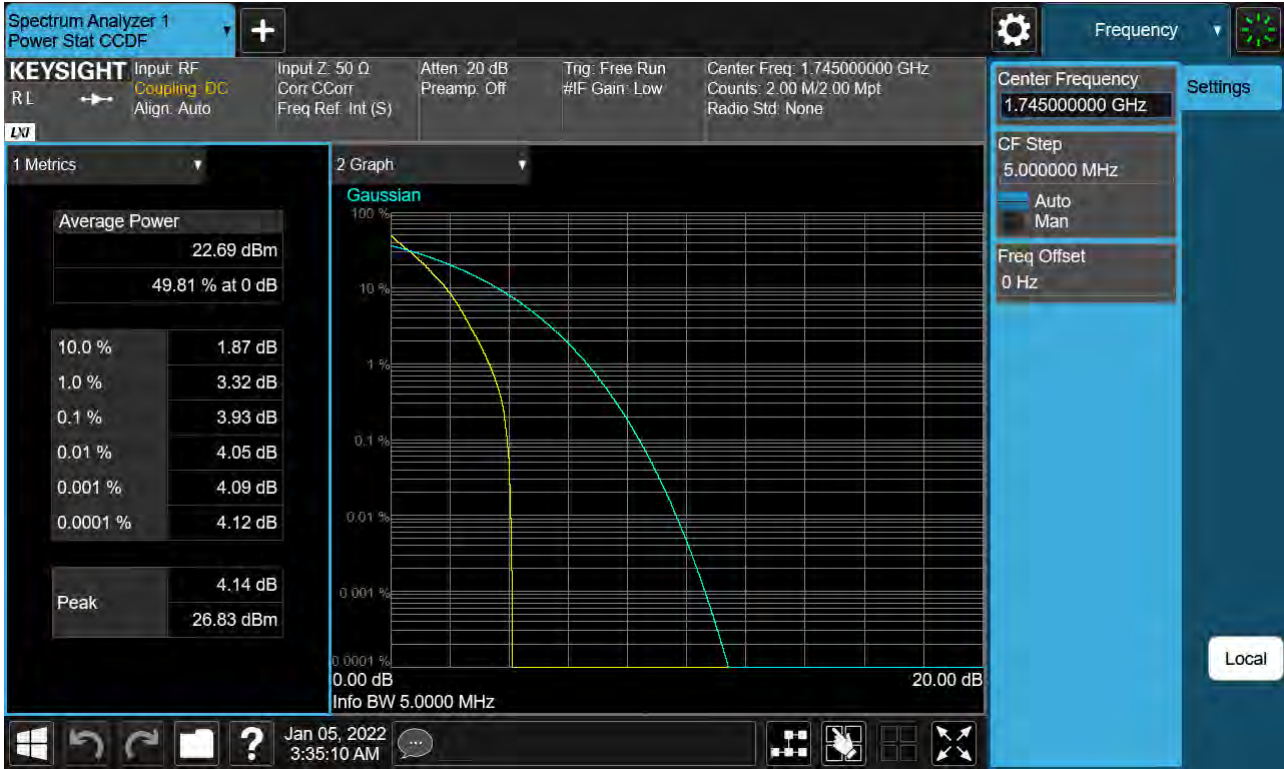 Spectrum Analyzer 1
Power Stat CCDF
+
Frequency
KEYSIGHT
R L
LXI
Input: RF
Coupling: DC
Align: Auto
Input Z: 50 Ω
Corr CCorr
Freq Ref: Int (S)
Atten: 20 dB
Preamp: Off
Trig: Free Run
#IF Gain: Low
Center Freq: 1.745000000 GHz
Counts: 2.00 M/2.00 Mpt
Radio Std: None
Center Frequency
1.745000000 GHz
Settings
CF Step
5.000000 MHz
Auto
Man
Freq Offset
0 Hz
Local
1 Metrics
Average Power
22.69 dBm
49.81 % at 0 dB
10.0 % 1.87 dB
1.0 % 3.32 dB
0.1 % 3.93 dB
0.01 % 4.05 dB
0.001 % 4.09 dB
0.0001 % 4.12 dB
Peak
4.14 dB
26.83 dBm
2 Graph
Gaussian
100 %
10 %
1 %
0.1 %
0.01 %
0.001 %
0.0001 %
0.00 dB 20.00 dB
Info BW 5.0000 MHz
?
Jan 05, 2022
3:35:10 AM